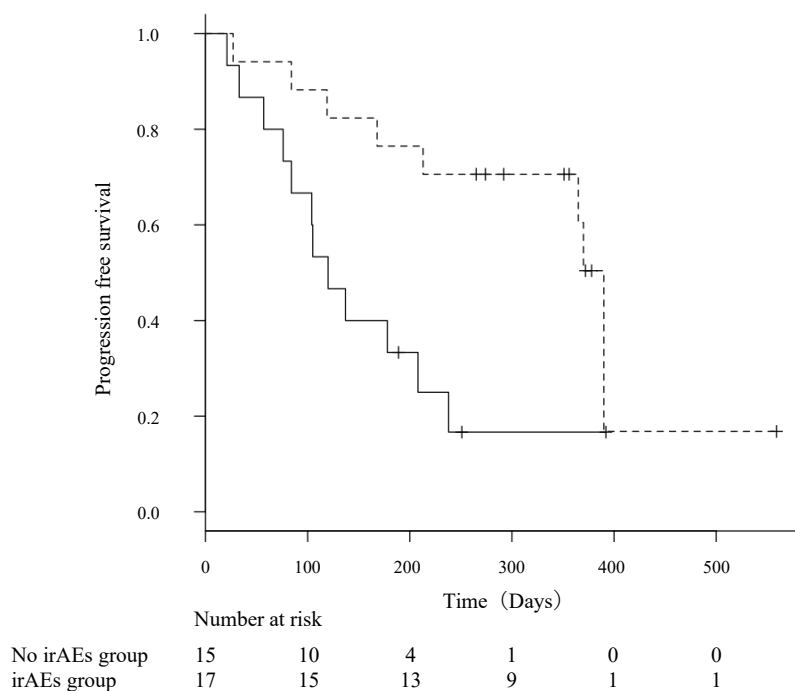 1.0
0.8
0.6
0.4
0.2
0.0
Progression free survival
0 100 200 300 400 500
Time（Days）
Number at risk
No irAEs group 15 10 4 1 0 0
irAEs group 17 15 13 9 1 1